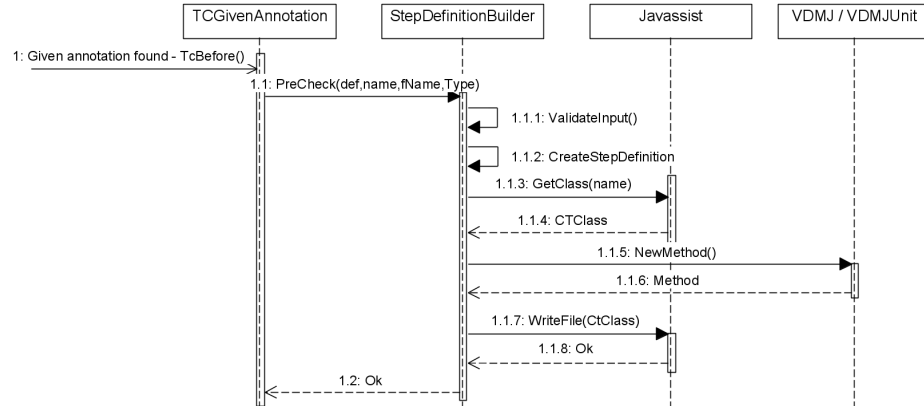 TCGivenAnnotation
StepDefinitionBuilder
Javassist
VDMJ / VDMJUnit
1: Given annotation found - TcBefore()
1.1: PreCheck(def,name,fName,Type)
1.1.1: ValidateInput()
1.1.2: CreateStepDefinition
1.1.3: GetClass(name)
1.1.4: CTClass
1.1.5: NewMethod()
1.1.6: Method
1.1.7: WriteFile(CtClass)
1.1.8: Ok
1.2: Ok